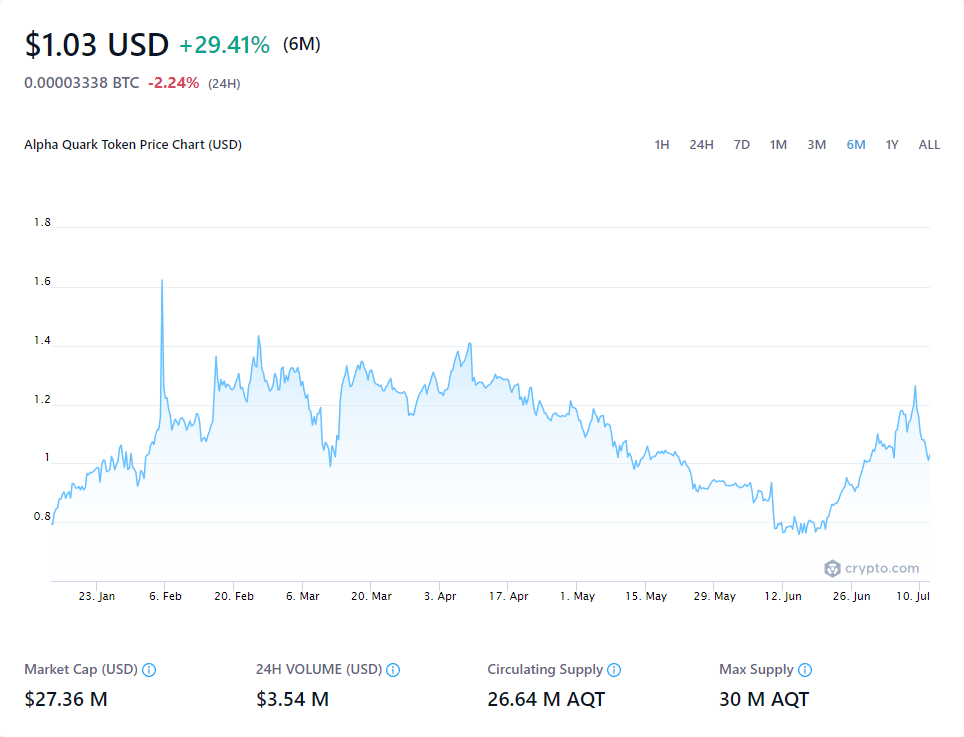 $1.03 USD +29.41% (6M)
0.00003338 BTC -2.24% (24H)
Alpha Quark Token Price Chart (USD) 1H 24H 7D 1M 3M 6M 1Y ALL
1.8
1.6
1.4
1.2
1
0.8
crypto.com
23. Jan 6. Feb 20. Feb 6. Mar 20. Mar 3. Apr 17. Apr 1. May 15. May 29. May 12. Jun 26. Jun 10. Jul
Market Cap (USD) 24H VOLUME (USD) Circulating Supply Max Supply
$27.36 M $3.54 M 26.64 M AQT 30 M AQT